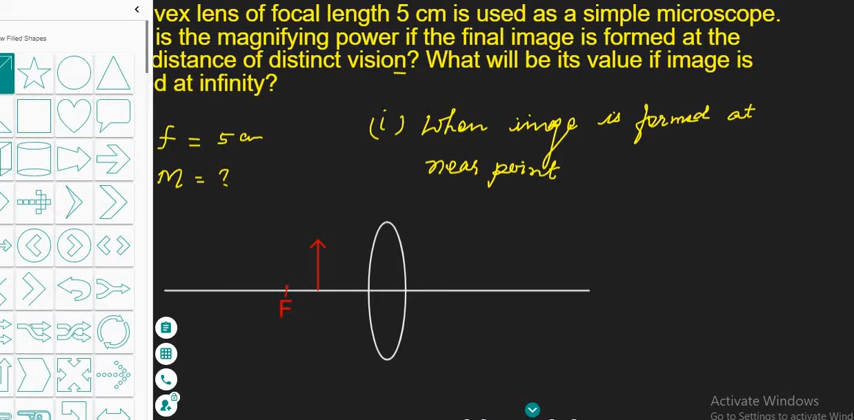 vex lens of focal length 5 cm is used as a simple microscope.
is the magnifying power if the final image is formed at the
distance of distinct vision? What will be its value if image is
d at infinity?
w Filled Shapes
f = 5 cm
M = ?
(i) When image is formed at
near point
F
Activate Windows
Go to Settings to activate Windows